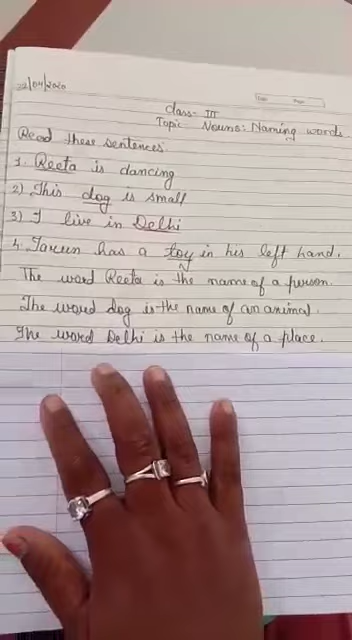 22/04/2020
Date Page
Class- III
Topic- Nouns: Naming words
Read these sentences.
1. Reeta is dancing
2) This dog is small
3) I live in Delhi
4. Tarun has a toy in his left hand.
The word Reeta is the name of a person.
The word dog is the name of an animal.
The word Delhi is the name of a place.